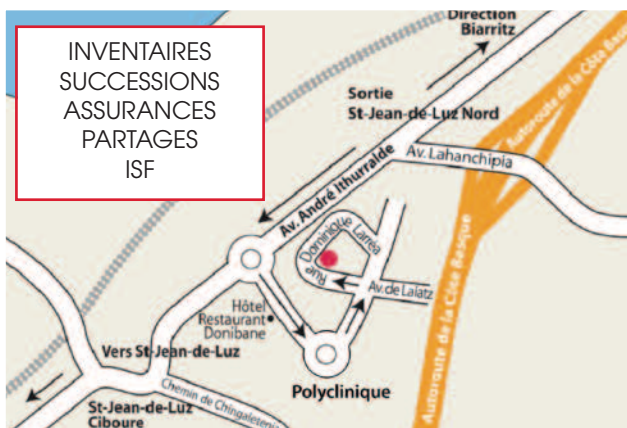 INVENTAIRES
SUCCESSIONS
ASSURANCES
PARTAGES
ISF
Direction
Biarritz
Sortie
St-Jean-de-Luz Nord
Autoroute de la Côte Basque
Av. Lahanchipia
Av. André Ithurralde
Rue Dominique Larréa
Av. de Lalatz
Hôtel
Restaurant
Donibane
Vers St-Jean-de-Luz
Polyclinique
Chemin de Chingaletenia
St-Jean-de-Luz
Ciboure
Autoroute de la Côte Basque